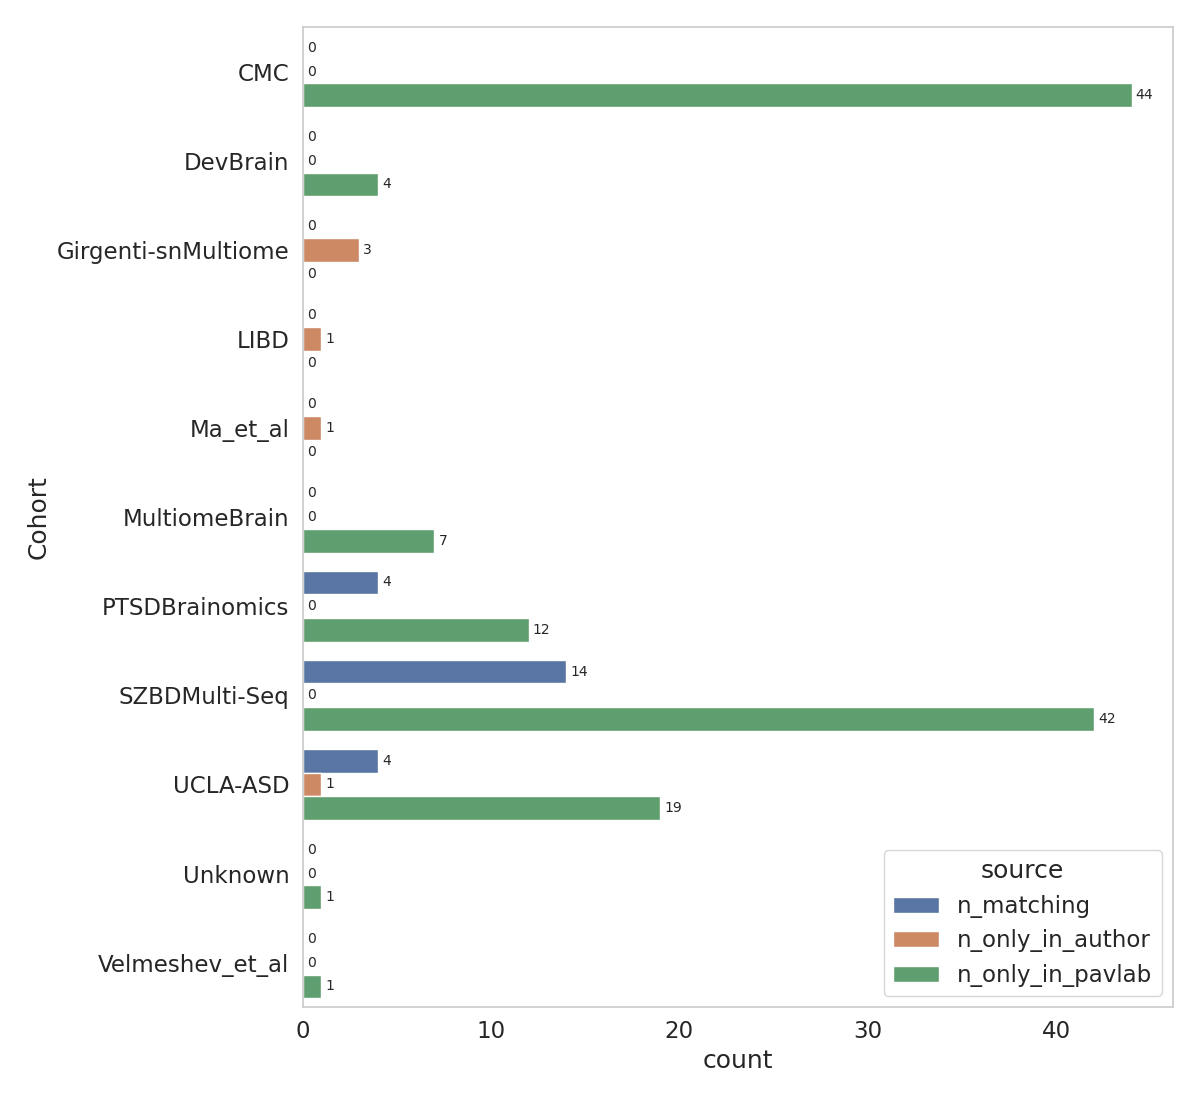 CMC
0
0
44
DevBrain
0
0
4
Girgenti-snMultiome
0
3
0
LIBD
0
1
0
Ma_et_al
0
1
0
MultiomeBrain
0
0
7
PTSDBrainomics
4
0
12
SZBDMulti-Seq
14
0
42
UCLA-ASD
4
1
19
Unknown
0
0
1
Velmeshev_et_al
0
0
1
Cohort
0 10 20 30 40
count
source
n_matching
n_only_in_author
n_only_in_pavlab